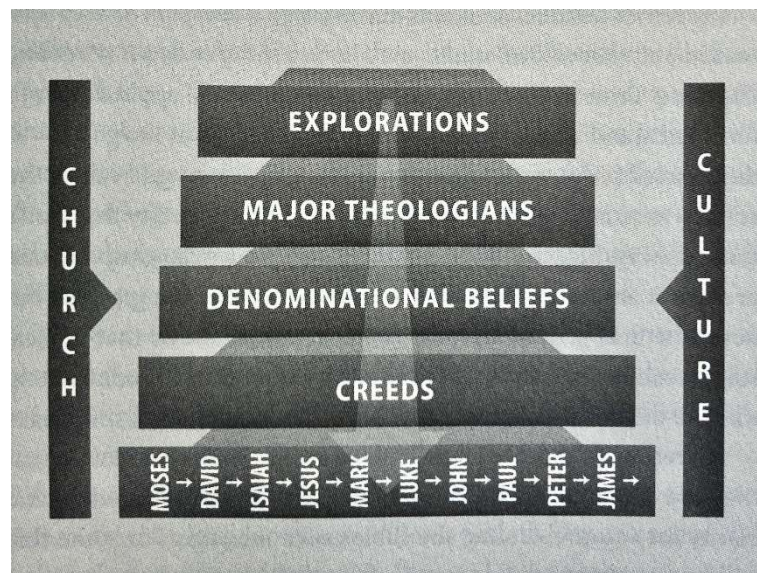 CHURCH
EXPLORATIONS
MAJOR THEOLOGIANS
DENOMINATIONAL BELIEFS
CREEDS
MOSES → DAVID → ISAIAH → JESUS → MARK → LUKE → JOHN → PAUL → PETER → JAMES →
CULTURE